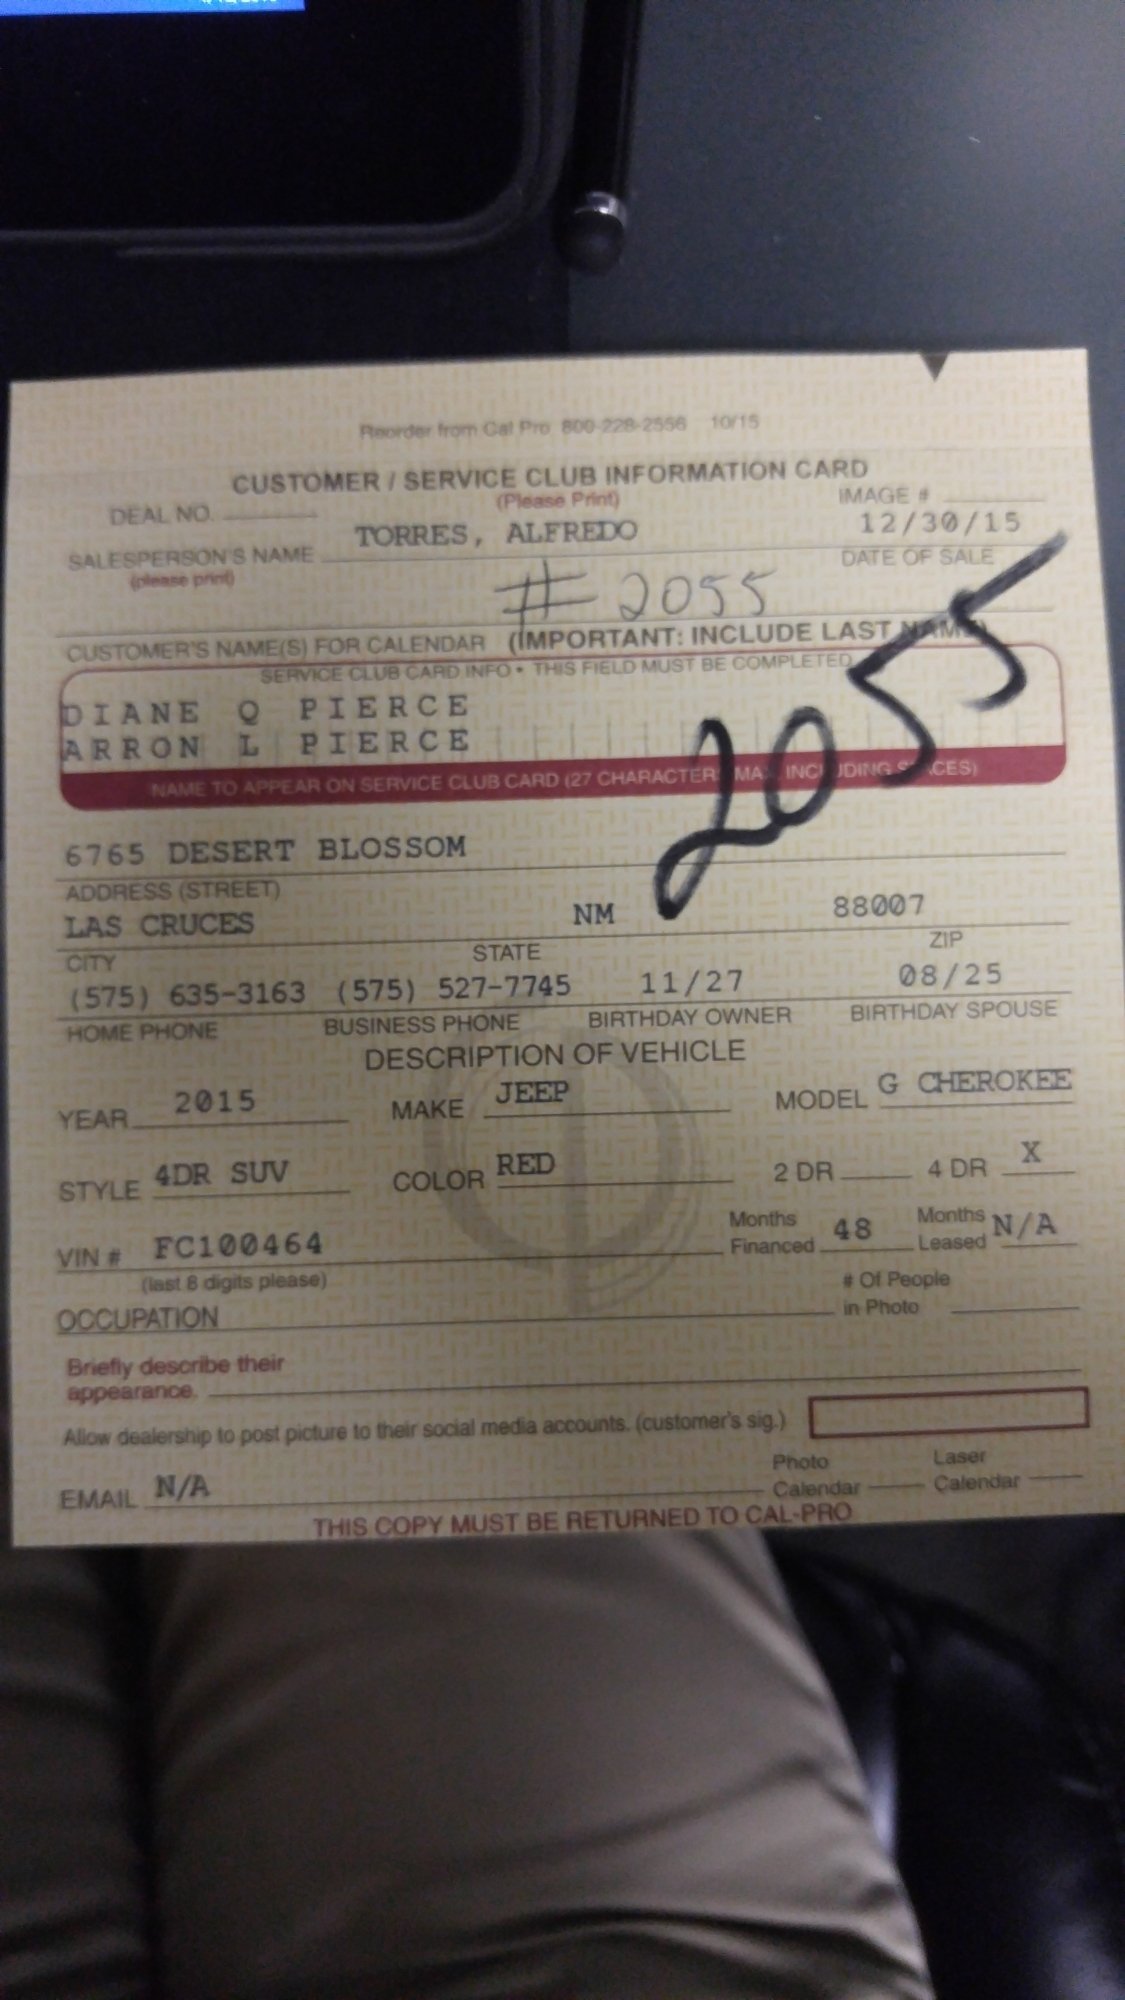 Reorder from Cal Pro 800-228-2556 10/15
CUSTOMER / SERVICE CLUB INFORMATION CARD
(Please Print)
DEAL NO. IMAGE #
TORRES, ALFREDO 12/30/15
SALESPERSON'S NAME DATE OF SALE
(please print)
# 2055
CUSTOMER'S NAME(S) FOR CALENDAR (IMPORTANT: INCLUDE LAST NAME)
SERVICE CLUB CARD INFO • THIS FIELD MUST BE COMPLETED
DIANE Q PIERCE
ARRON L PIERCE
2055
NAME TO APPEAR ON SERVICE CLUB CARD (27 CHARACTERS MAX. INCLUDING SPACES)
6765 DESERT BLOSSOM
ADDRESS (STREET)
LAS CRUCES NM 88007
CITY STATE ZIP
(575) 635-3163 (575) 527-7745 11/27 08/25
HOME PHONE BUSINESS PHONE BIRTHDAY OWNER BIRTHDAY SPOUSE
DESCRIPTION OF VEHICLE
YEAR 2015 MAKE JEEP MODEL G CHEROKEE
STYLE 4DR SUV COLOR RED 2 DR 4 DR X
VIN # FC100464 Months Financed 48 Months Leased N/A
(last 8 digits please)
OCCUPATION # Of People in Photo
Briefly describe their
appearance.
Allow dealership to post picture to their social media accounts. (customer's sig.)
EMAIL N/A Photo Calendar Laser Calendar
THIS COPY MUST BE RETURNED TO CAL-PRO